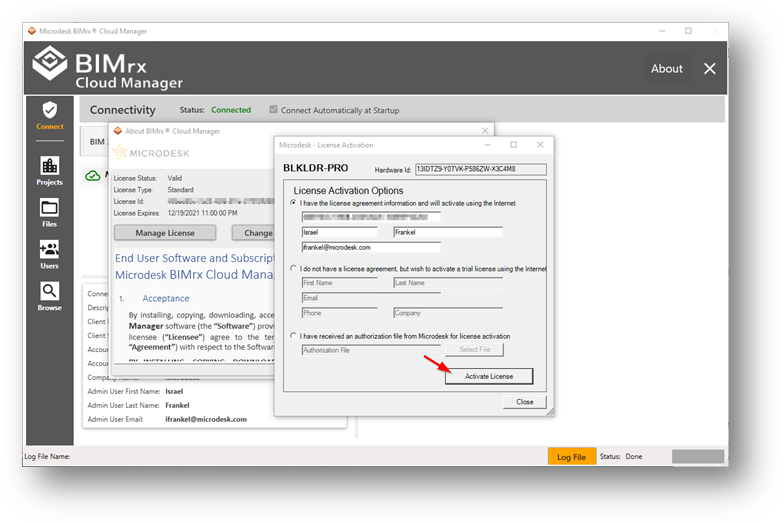 Microdesk BIMrx ® Cloud Manager
BIMrx
Cloud Manager
About
Connect
Projects
Files
Users
Browse
Connectivity
Status: Connected
Connect Automatically at Startup
BIM
About BIMrx ® Cloud Manager
MICRODESK
License Status: Valid
License Type: Standard
License Id:
License Expires: 12/19/2021 11:00:00 PM
Manage License
Change
End User Software and Subscrip
Microdesk BIMrx Cloud Mana
1. Acceptance
By installing, copying, downloading, acce
Manager software (the "Software") provi
licensee ("Licensee") agree to the ter
"Agreement") with respect to the Softwa
BY INSTALLING COPYING DOWNLOAD
Microdesk - License Activation
BLKLDR-PRO
Hardware Id: 13IDTZ9-Y0TVK-P586ZW-X3C4M8
License Activation Options
I have the license agreement information and will activate using the Internet
Israel
Frankel
ifrankel@microdesk.com
I do not have a license agreement, but wish to activate a trial license using the Internet
First Name
Last Name
Email
Phone
Company
I have received an authorization file from Microdesk for license activation
Authorization File
Select File
Activate License
Close
Conne
Descrip
Client I
Client S
Accou
Accou
Admin User First Name: Israel
Admin User Last Name: Frankel
Admin User Email: ifrankel@microdesk.com
Log File Name:
Log File
Status: Done